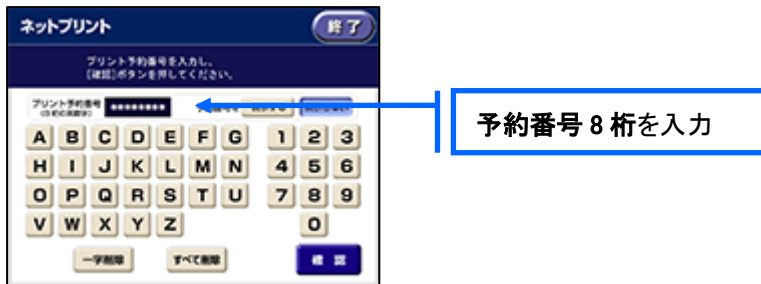 ネットプリント
終了
プリント予約番号を入力し、
[確認]ボタンを押してください。
プリント予約番号
********
A B C D E F G 1 2 3
H I J K L M N 4 5 6
O P Q R S T U 7 8 9
V W X Y Z 0
一字削除 すべて削除 確認
予約番号8桁を入力